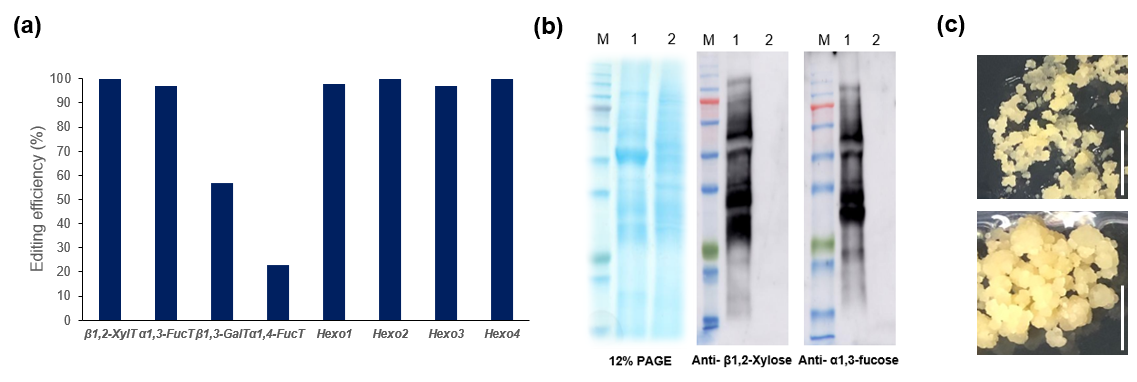 (a)
Editing efficiency (%)
100
90
80
70
60
50
40
30
20
10
0
β1,2-XylT α1,3-FucT β1,3-GalT α1,4-FucT Hexo1 Hexo2 Hexo3 Hexo4
(b)
M 1 2
M 1 2
M 1 2
12% PAGE
Anti- β1,2-Xylose
Anti- α1,3-fucose
(c)